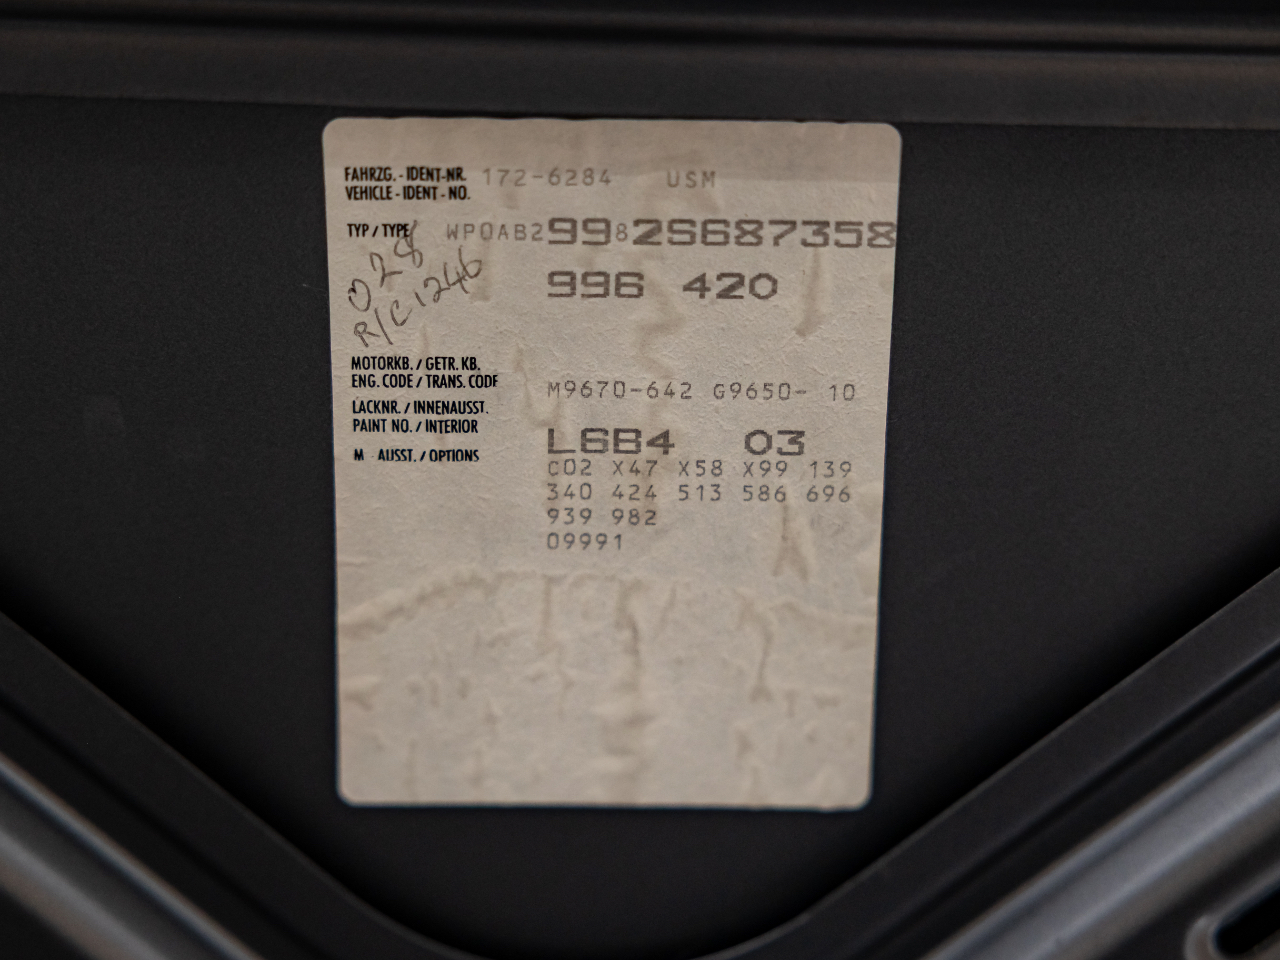 FAHRZG. - IDENT-NR. 172-6284 USM
VEHICLE - IDENT - NO.
TYP / TYPE WP0AB29982S687358
028
R/C1246
996 420
MOTORKB. / GETR. KB.
ENG. CODE / TRANS. CODE M9670-642 G9650- 10
LACKNR. / INNENAUSST.
PAINT NO. / INTERIOR L6B4 03
M - AUSST. / OPTIONS C02 X47 X58 X99 139
340 424 513 586 696
939 982
09991